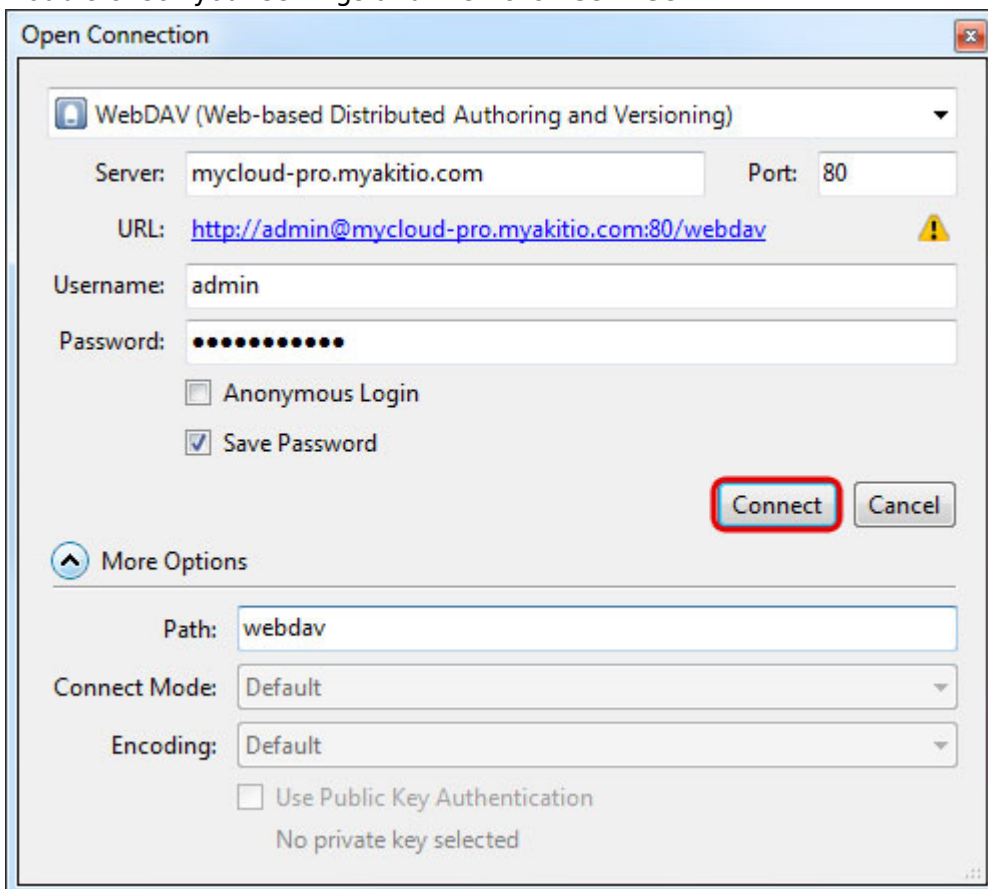 Open Connection
WebDAV (Web-based Distributed Authoring and Versioning)
Server: mycloud-pro.myakitio.com Port: 80
URL: http://admin@mycloud-pro.myakitio.com:80/webdav
Username: admin
Password: •••••••••••
Anonymous Login
Save Password
Connect Cancel
More Options
Path: webdav
Connect Mode: Default
Encoding: Default
Use Public Key Authentication
No private key selected